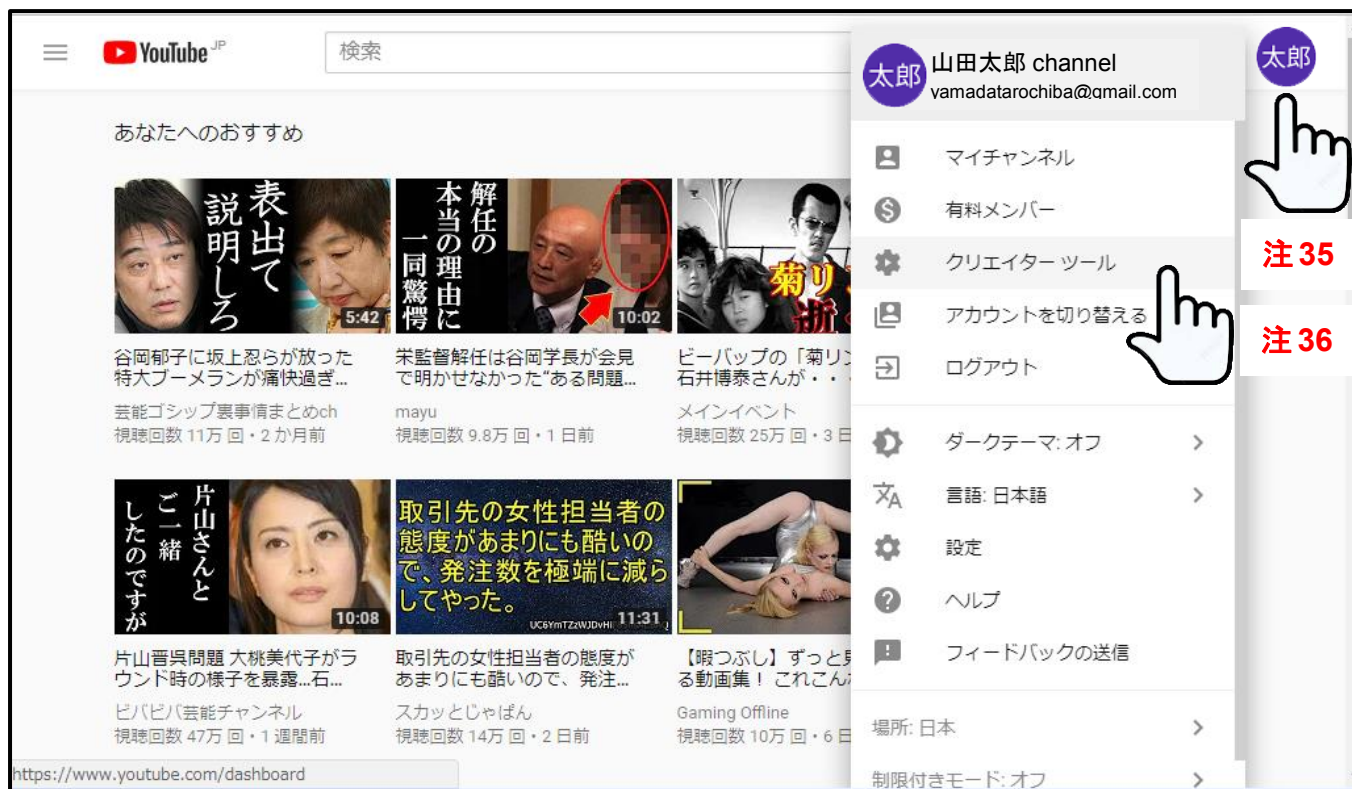 YouTube JP
検索
太郎
山田太郎 channel
yamadatarochiba@gmail.com
太郎
あなたへのおすすめ
表出て
説明しろ
5:42
解任の
本当の理由に
一同驚愕
10:02
菊リ
逝
谷岡郁子に坂上忍らが放った
特大ブーメランが痛快過ぎ...
芸能ゴシップ裏事情まとめch
視聴回数 11万 回・2 か月前
栄監督解任は谷岡学長が会見
で明かせなかった“ある問題...
mayu
視聴回数 9.8万 回・1 日前
ビーバップの「菊リン
石井博泰さんが・・
メインイベント
視聴回数 25万 回・3 日
片山さんと
ご一緒
したのですが
10:08
取引先の女性担当者の
態度があまりにも酷いの
で、発注数を極端に減ら
してやった。
11:31
片山晋呉問題 大桃美代子がラ
ウンド時の様子を暴露...石...
ビバビバ芸能チャンネル
視聴回数 47万 回・1 週間前
取引先の女性担当者の態度が
あまりにも酷いので、発注...
スカッとじゃぱん
視聴回数 14万 回・2 日前
【暇つぶし】ずっと見
る動画集！ これこん
Gaming Offline
視聴回数 10万 回・6 日
マイチャンネル
有料メンバー
クリエイター ツール
アカウントを切り替える
ログアウト
ダークテーマ: オフ
言語: 日本語
設定
ヘルプ
フィードバックの送信
場所: 日本
制限付きモード: オフ
注35
注36
https://www.youtube.com/dashboard